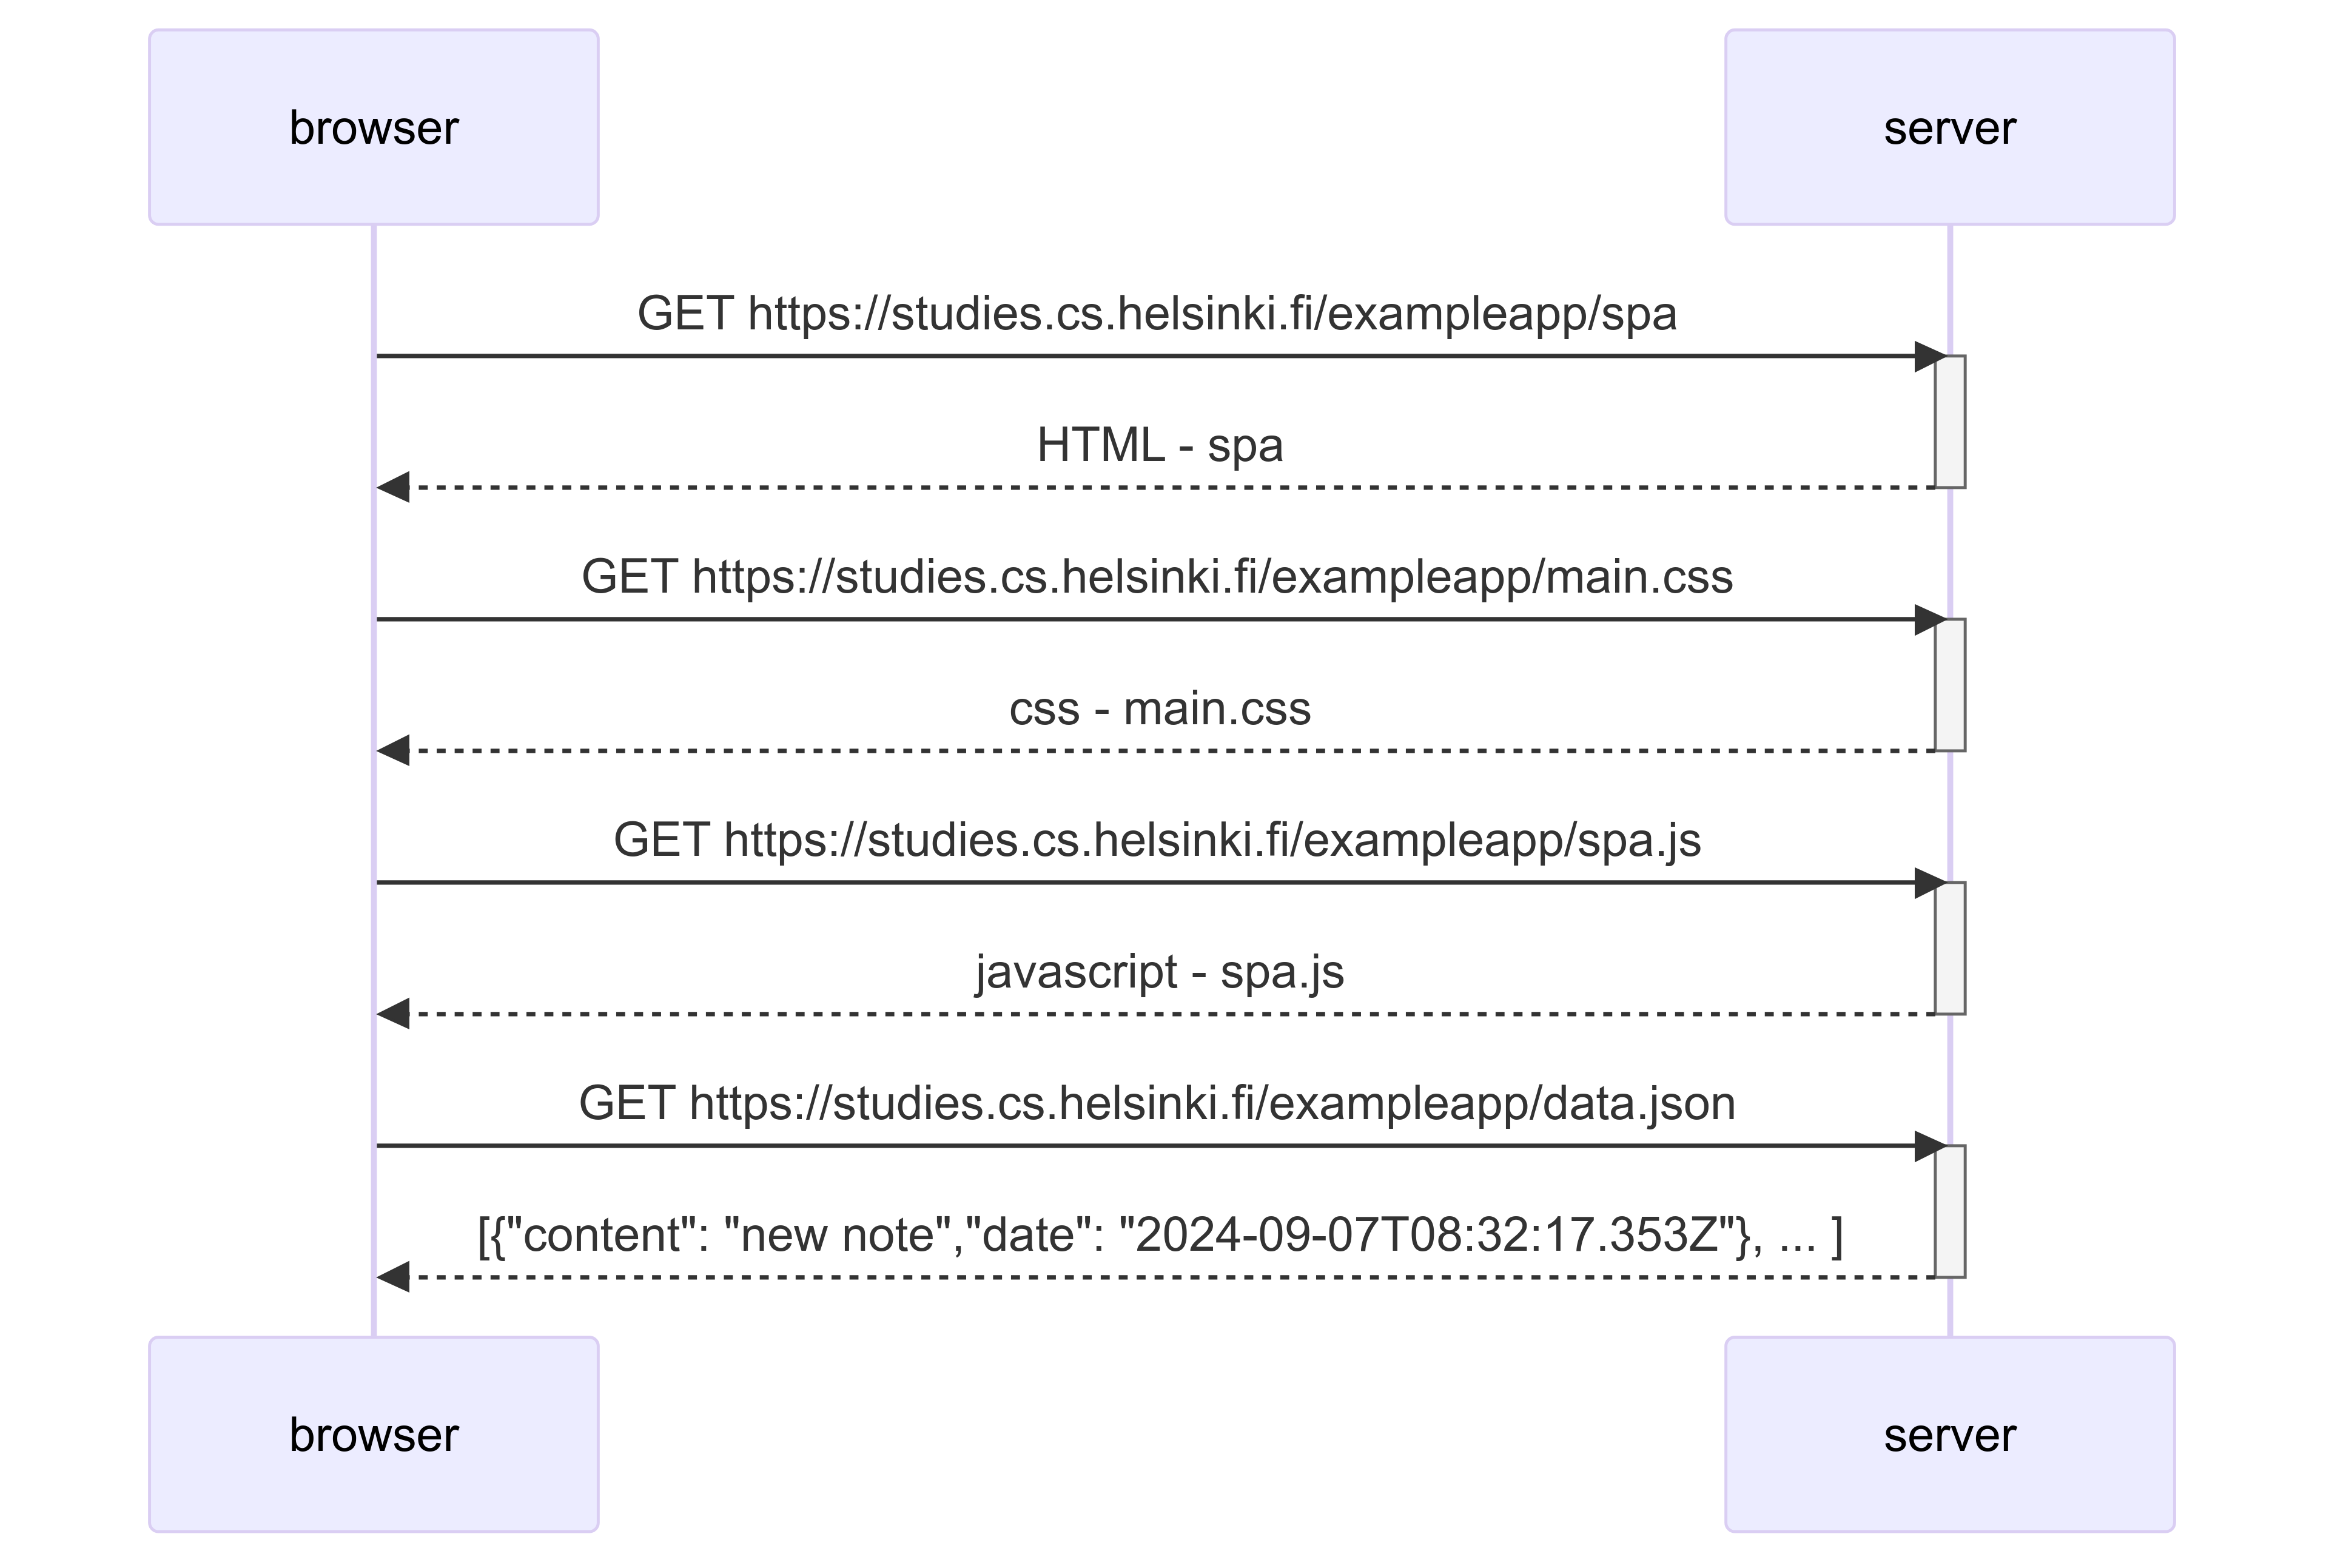 browser
server
GET https://studies.cs.helsinki.fi/exampleapp/spa
HTML - spa
GET https://studies.cs.helsinki.fi/exampleapp/main.css
css - main.css
GET https://studies.cs.helsinki.fi/exampleapp/spa.js
javascript - spa.js
GET https://studies.cs.helsinki.fi/exampleapp/data.json
[{"content": "new note","date": "2024-09-07T08:32:17.353Z"}, ... ]
browser
server